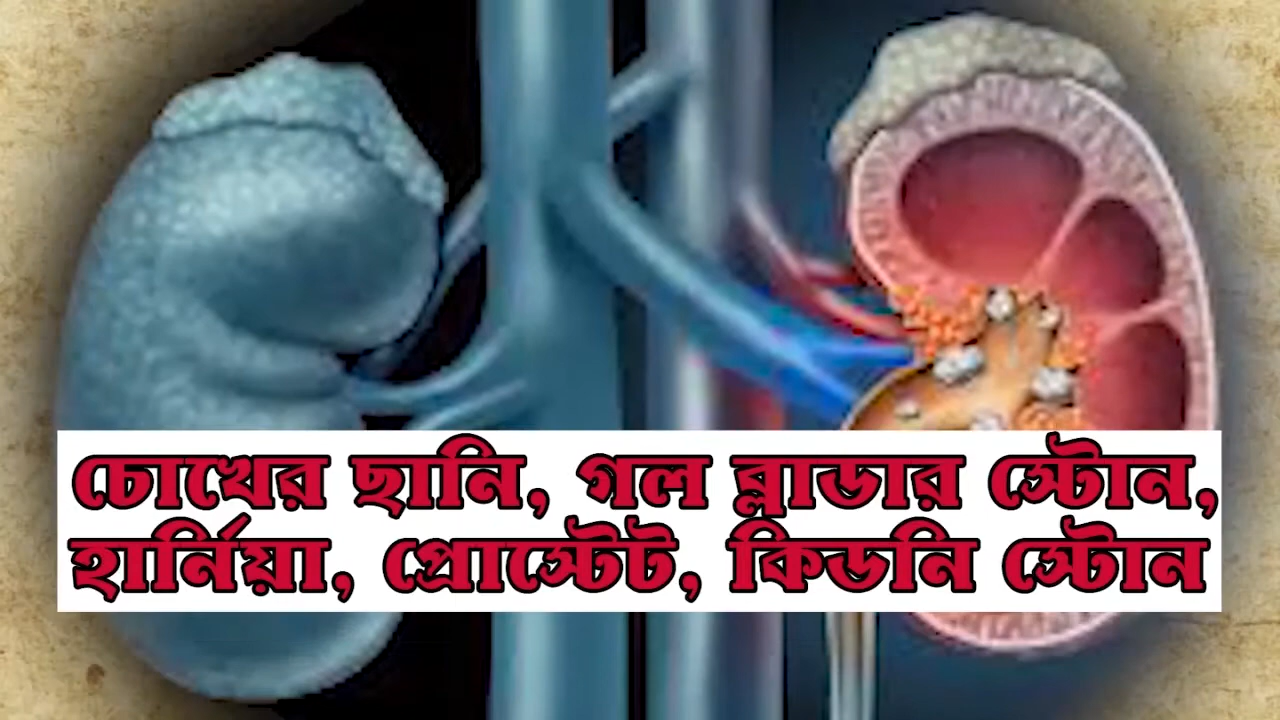 চোখের ছানি, গল ব্লাডার স্টোন,
হার্নিয়া, প্রোস্টেট, কিডনি স্টোন